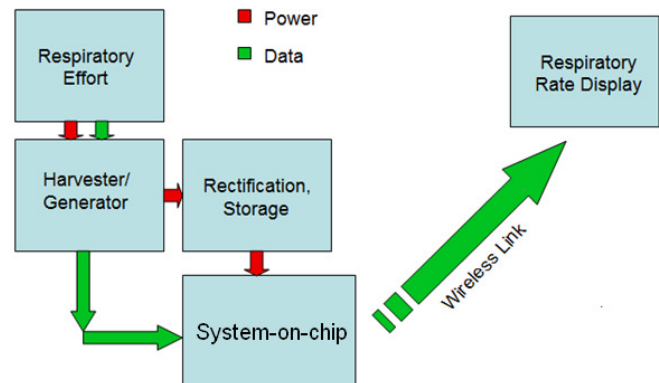 Respiratory
Effort
Power
Data
Respiratory
Rate Display
Harvester/
Generator
Rectification,
Storage
Wireless Link
System-on-chip